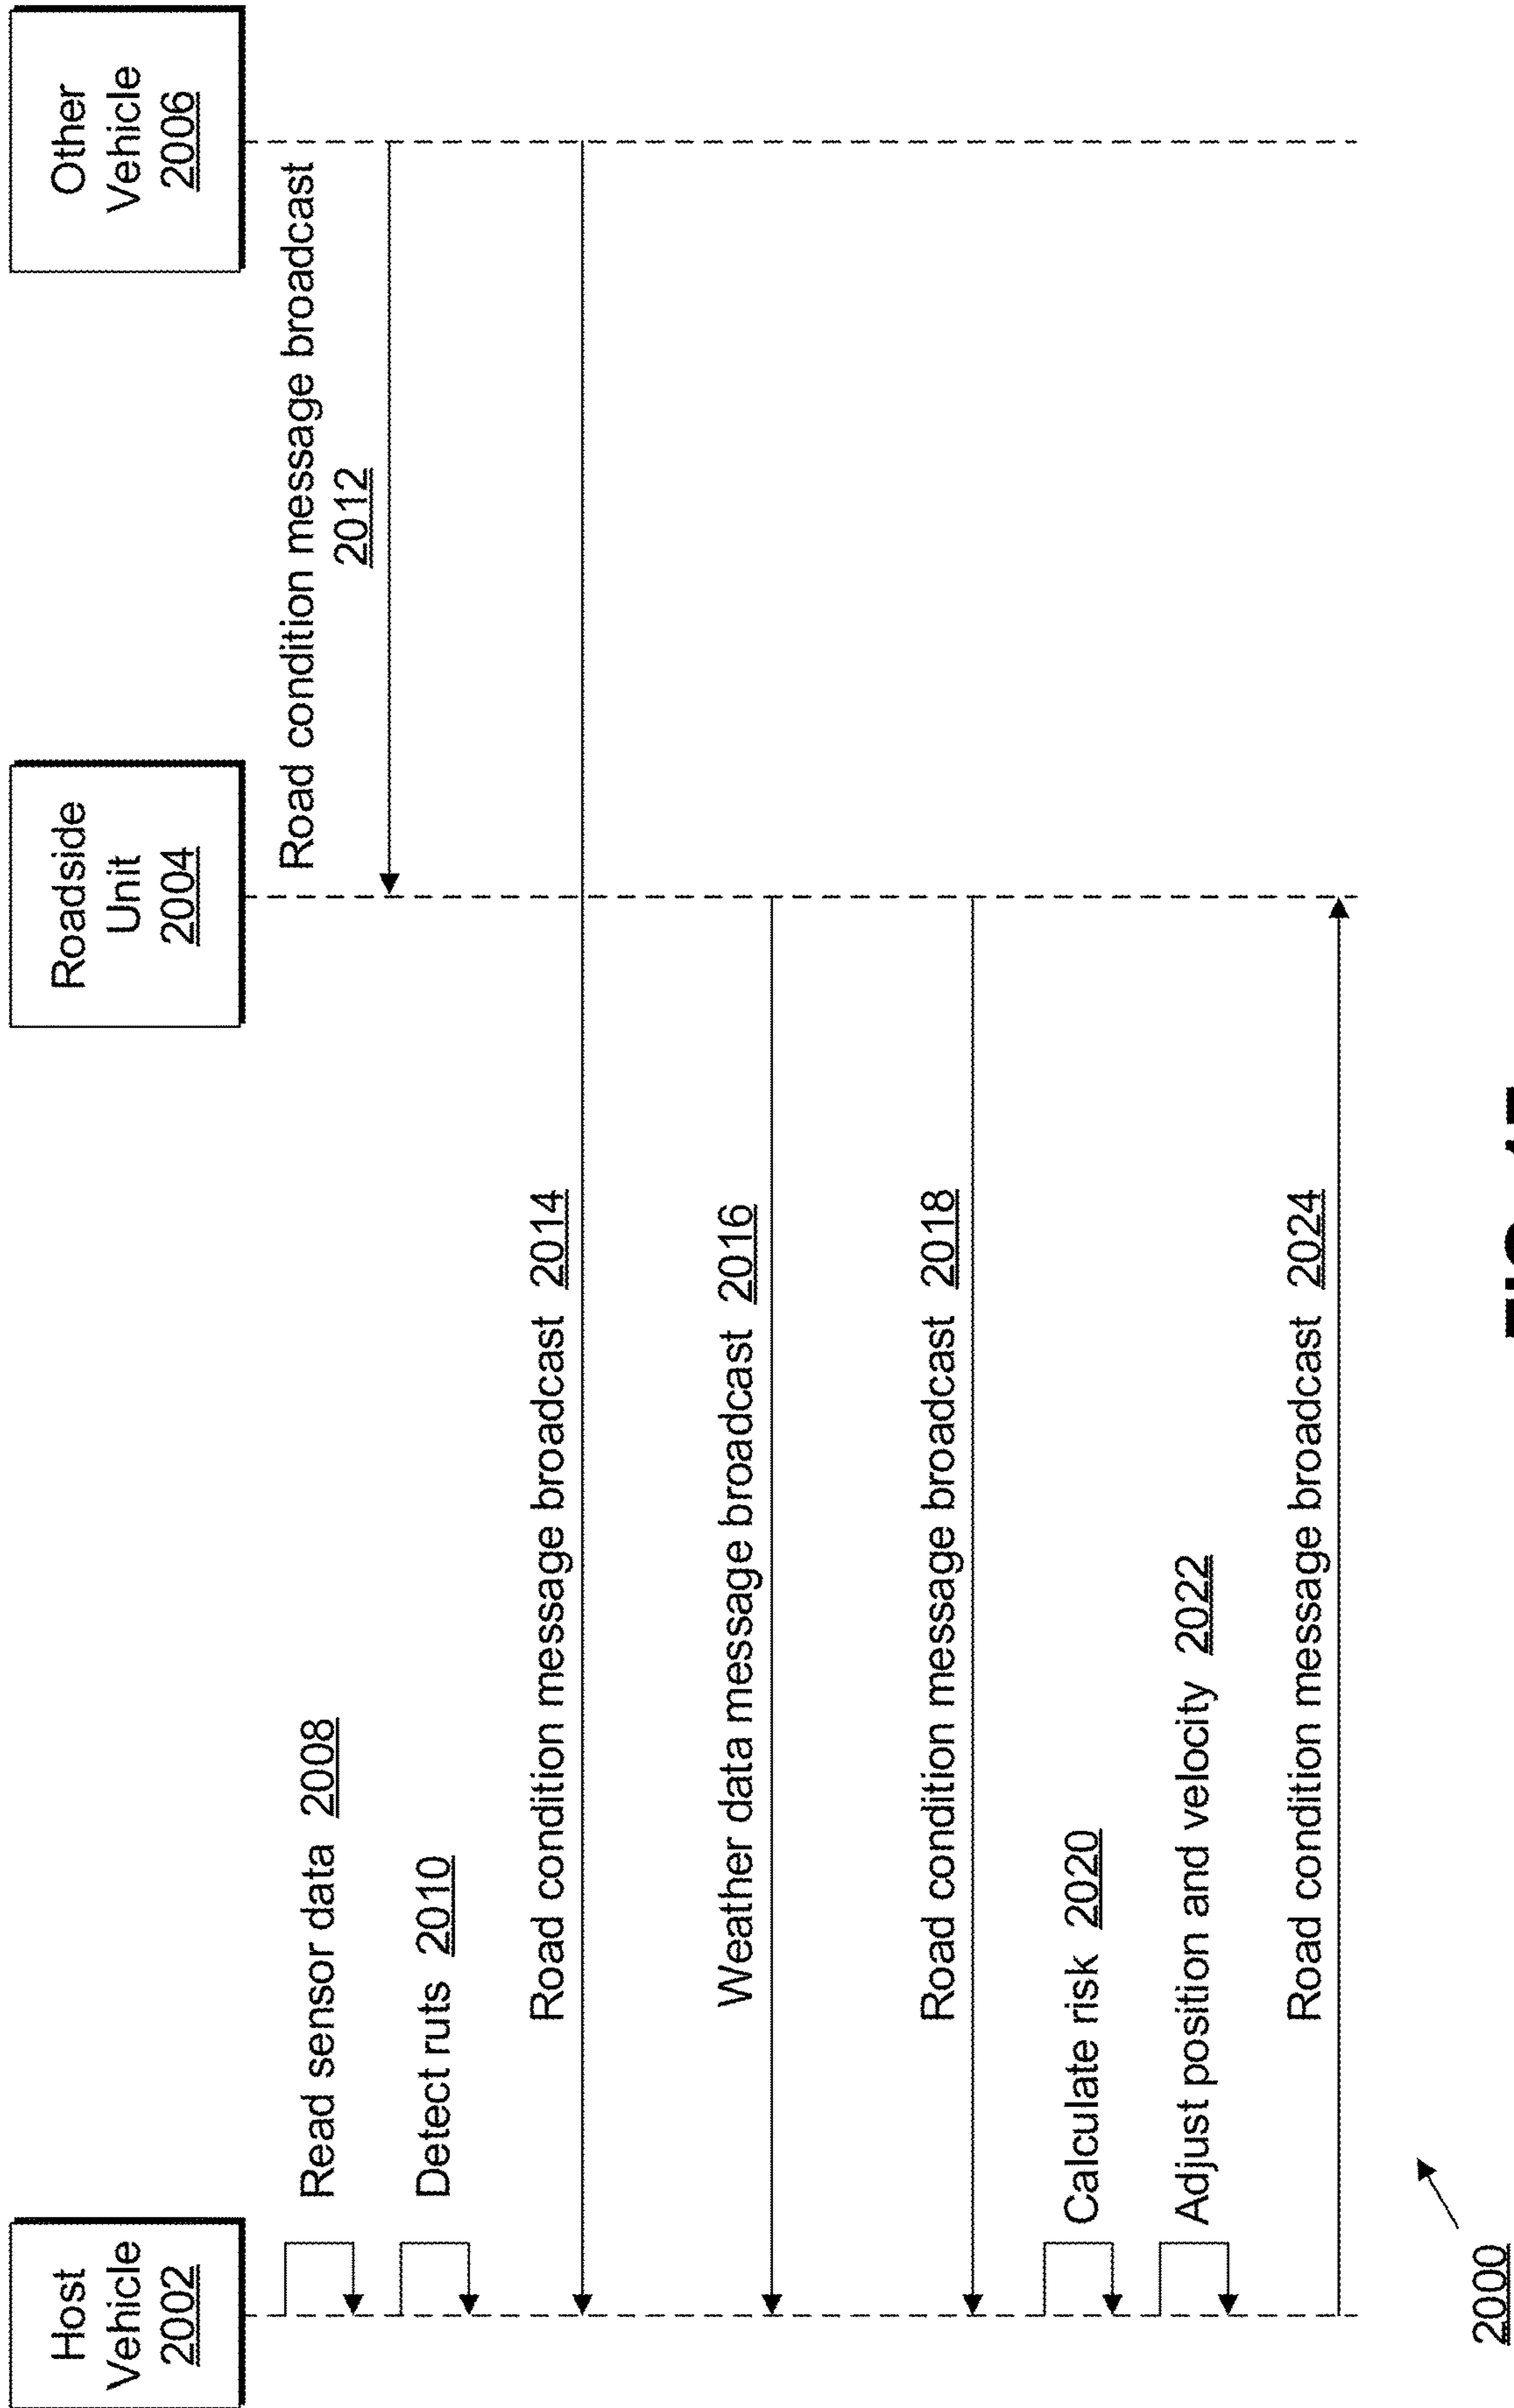 Host
Vehicle
2002
Roadside
Unit
2004
Other
Vehicle
2006
Read sensor data 2008
Detect ruts 2010
Road condition message broadcast
2012
Road condition message broadcast 2014
Weather data message broadcast 2016
Road condition message broadcast 2018
Calculate risk 2020
Adjust position and velocity 2022
Road condition message broadcast 2024
2000